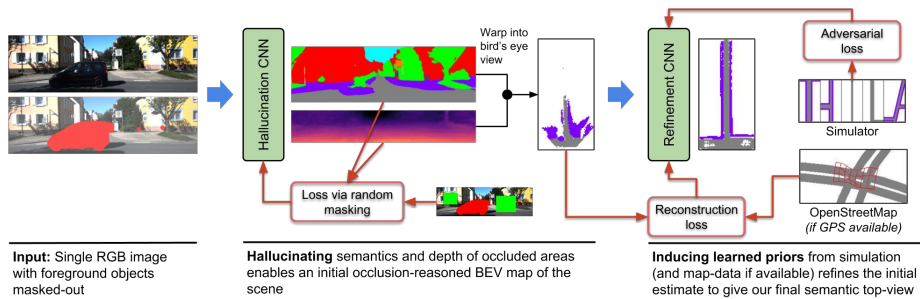 Hallucination CNN
Warp into
bird's eye
view
Loss via random
masking
Refinement CNN
Adversarial
loss
Simulator
Reconstruction
loss
OpenStreetMap
(if GPS available)
Input: Single RGB image
with foreground objects
masked-out
Hallucinating semantics and depth of occluded areas
enables an initial occlusion-reasoned BEV map of the
scene
Inducing learned priors from simulation
(and map-data if available) refines the initial
estimate to give our final semantic top-view